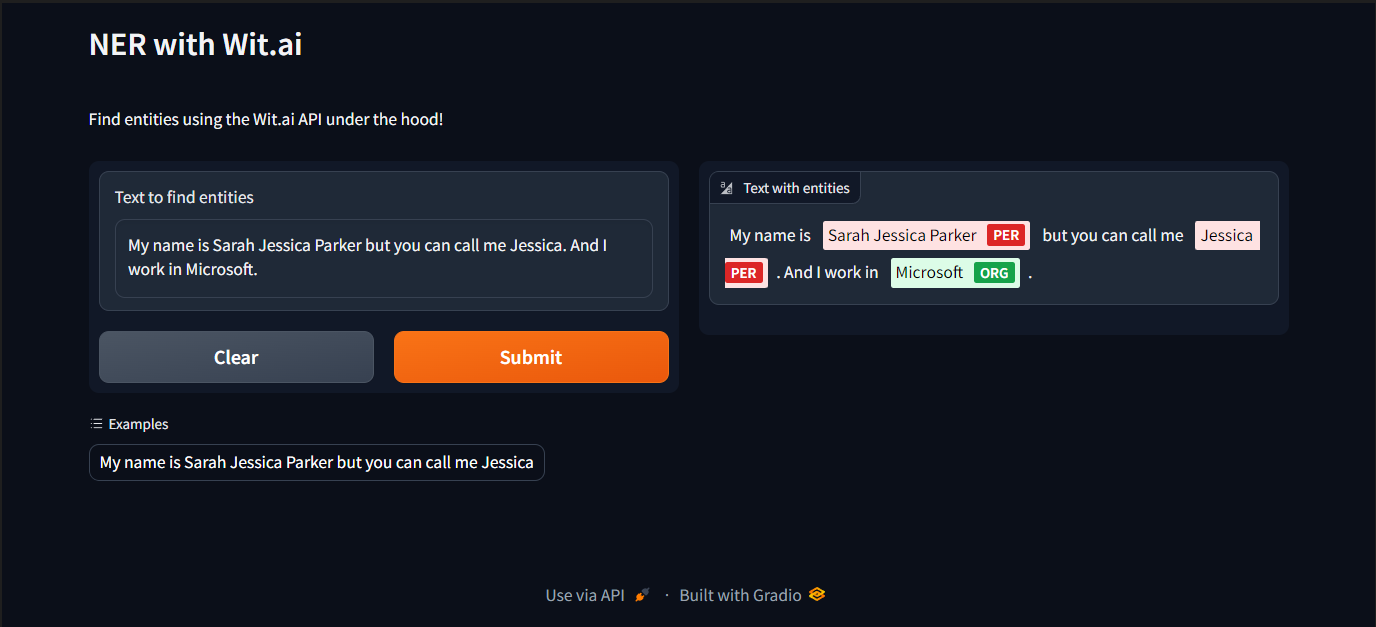 NER with Wit.ai
Find entities using the Wit.ai API under the hood!
Text to find entities
My name is Sarah Jessica Parker but you can call me Jessica. And I
work in Microsoft.
Clear
Submit
Examples
My name is Sarah Jessica Parker but you can call me Jessica
Text with entities
My name is Sarah Jessica Parker PER but you can call me Jessica
PER . And I work in Microsoft ORG .
Use via API · Built with Gradio